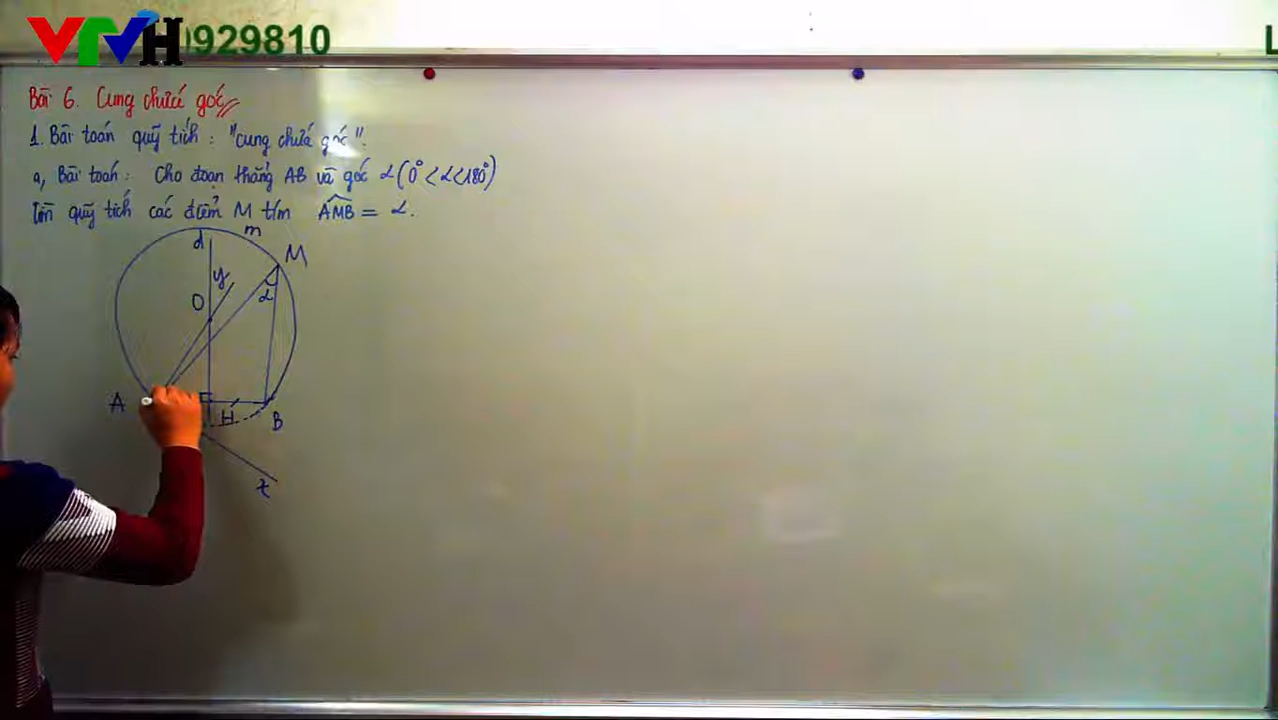 VTVH 0929810
L
Bài 6. Cung chứa góc
1. Bài toán quỹ tích: "cung chứa góc".
a, Bài toán: Cho đoạn thẳng AB và góc α (0° < α < 180°)
Tìm quỹ tích các điểm M t/m AMB = α.
d
m
M
y
α
O
A
H
B
x